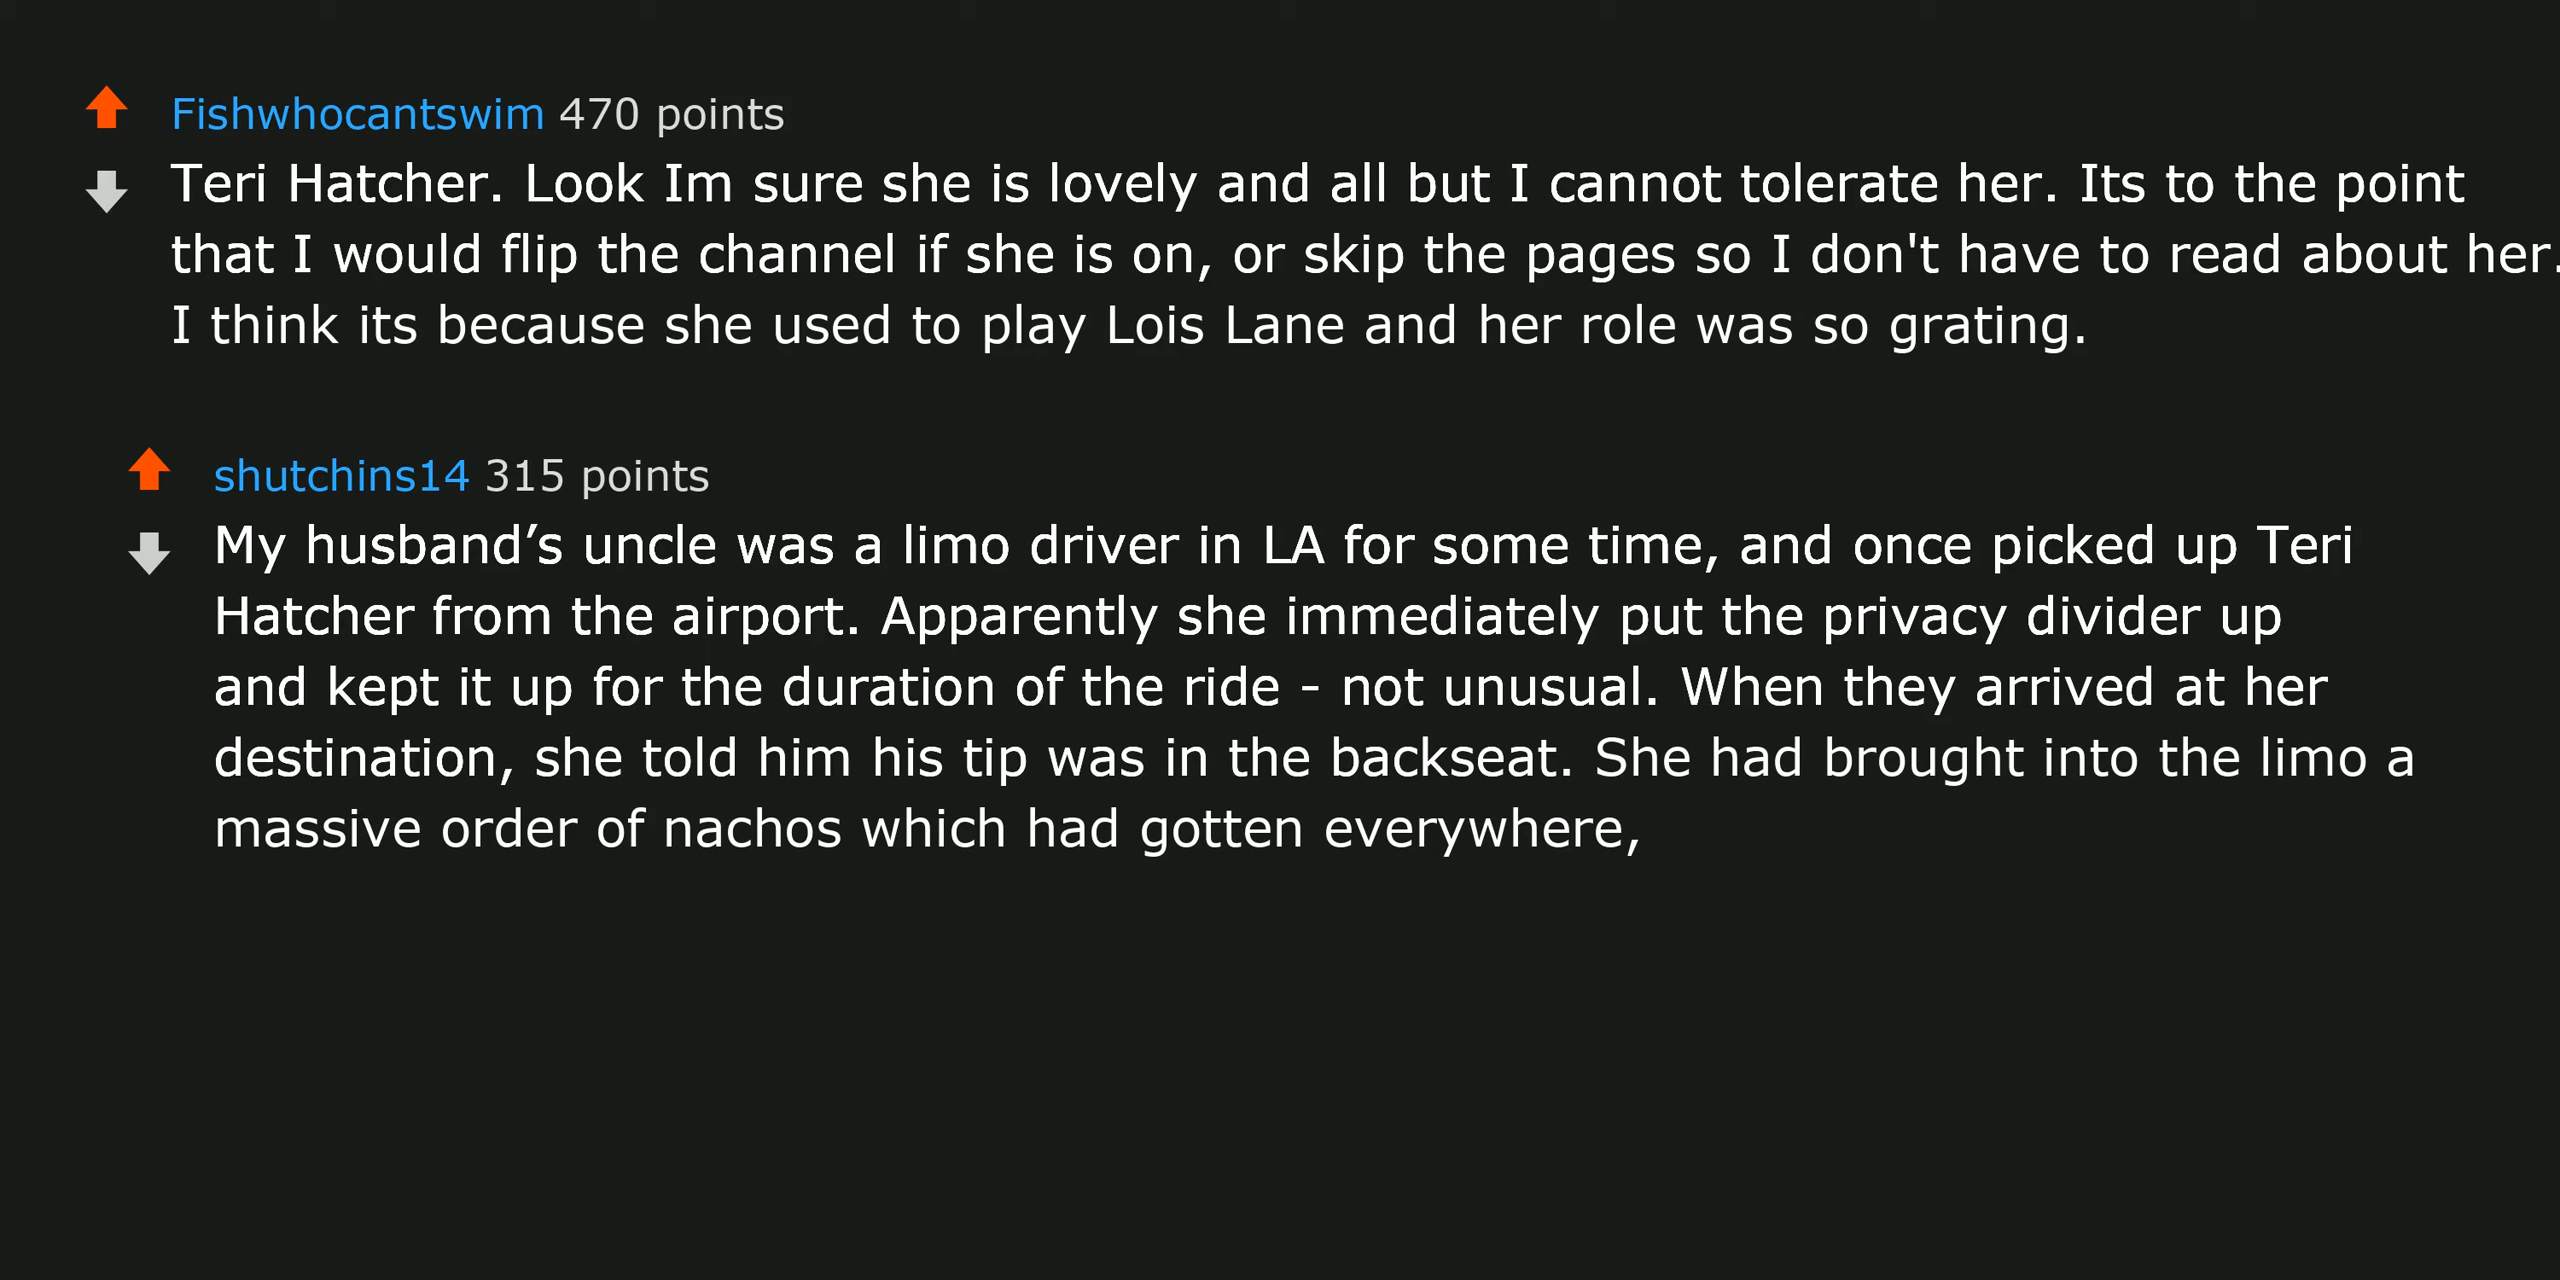 Fishwhocantswim 470 points
Teri Hatcher. Look Im sure she is lovely and all but I cannot tolerate her. Its to the point
that I would flip the channel if she is on, or skip the pages so I don't have to read about her.
I think its because she used to play Lois Lane and her role was so grating.
shutchins14 315 points
My husband’s uncle was a limo driver in LA for some time, and once picked up Teri
Hatcher from the airport. Apparently she immediately put the privacy divider up
and kept it up for the duration of the ride - not unusual. When they arrived at her
destination, she told him his tip was in the backseat. She had brought into the limo a
massive order of nachos which had gotten everywhere,